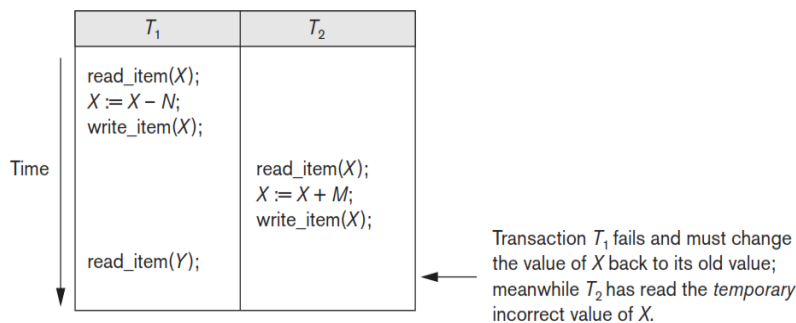 T₁ T₂
read_item(X);
X := X – N;
write_item(X);
Time
read_item(X);
X := X + M;
write_item(X);
read_item(Y);
Transaction T₁ fails and must change
the value of X back to its old value;
meanwhile T₂ has read the temporary
incorrect value of X.